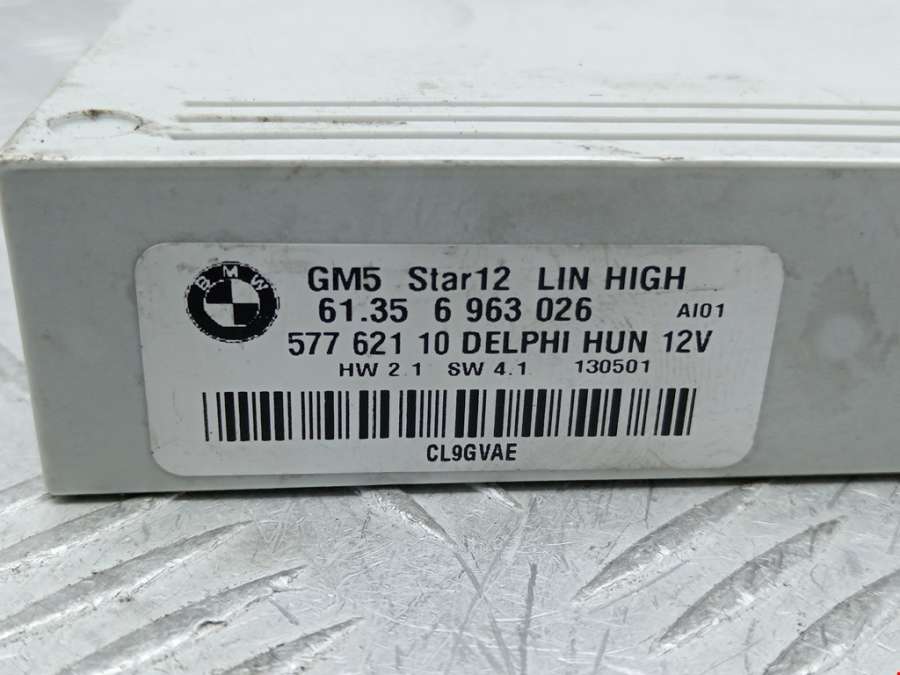 BMW
GM5 Star12 LIN HIGH
61.35 6 963 026 AI01
577 621 10 DELPHI HUN 12V
HW 2.1 SW 4.1 130501
CL9GVAE